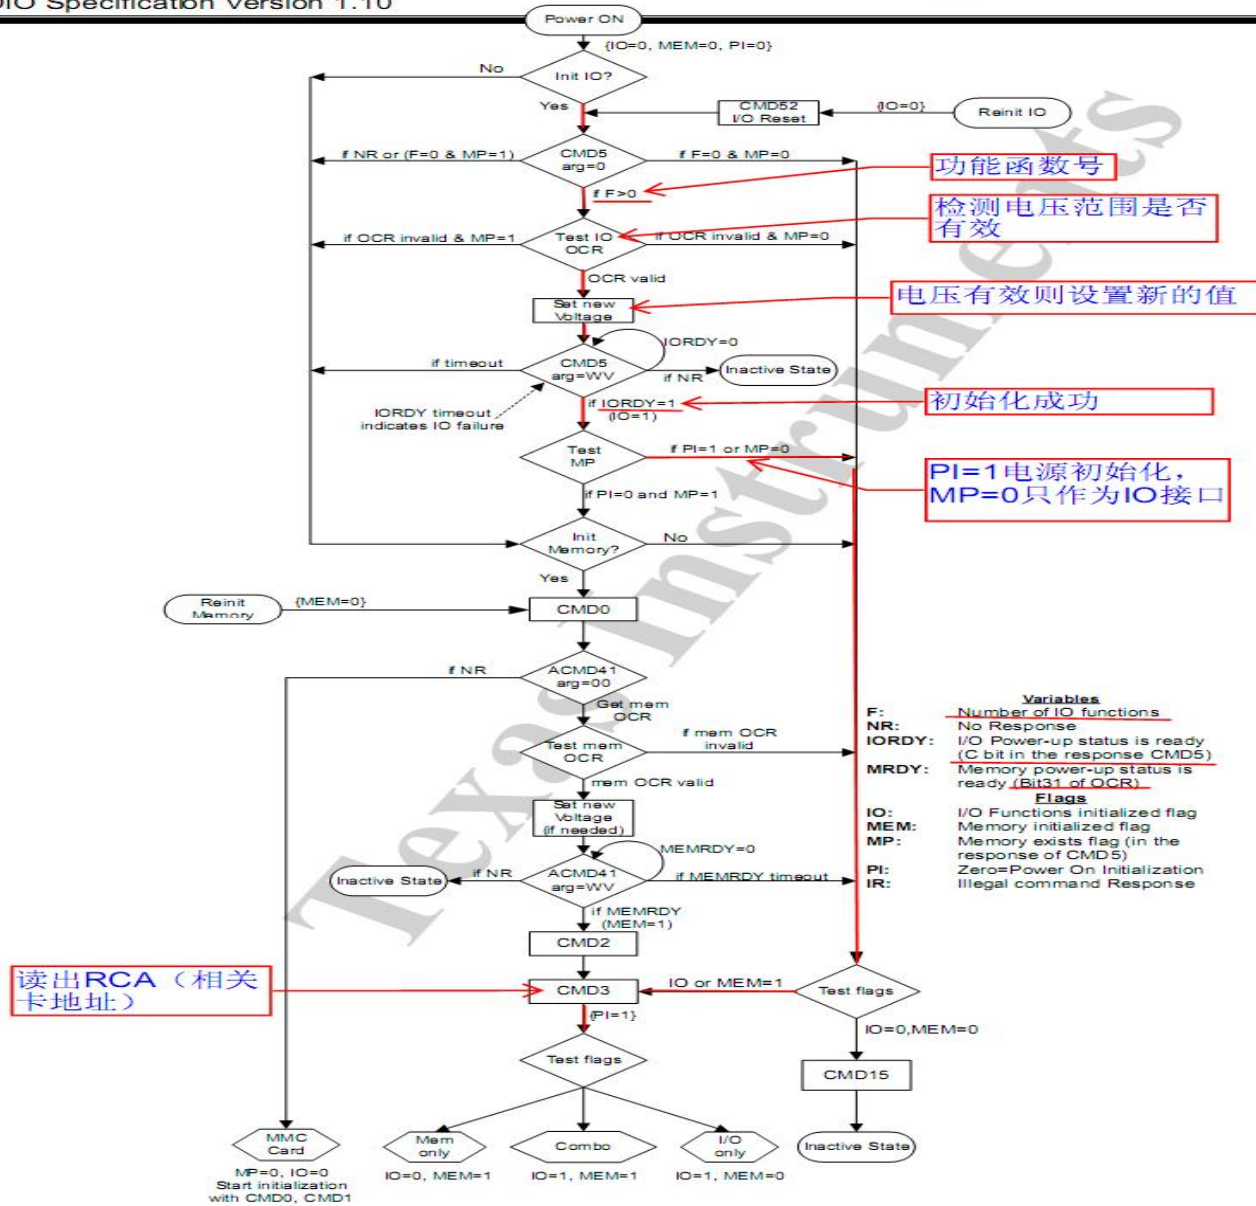 DIO Specification Version 1.10
Power ON
{IO=0, MEM=0, PI=0}
No
Init IO?
Yes
CMD52
I/O Reset
{IO=0}
Reinit IO
if NR or (F=0 & MP=1)
CMD5
arg=0
if F=0 & MP=0
功能函数号
if F>0
检测电压范围是否
有效
if OCR invalid & MP=1
Test IO
OCR
if OCR invalid & MP=0
OCR valid
Set new
Voltage
电压有效则设置新的值
IORDY=0
if timeout
CMD5
arg=WV
if NR
Inactive State
IORDY timeout
indicates IO failure
if IORDY=1
(IO=1)
初始化成功
Test
MP
if PI=1 or MP=0
PI=1电源初始化，
MP=0只作为IO接口
if PI=0 and MP=1
Init
Memory?
No
Yes
Reinit
Memory
{MEM=0}
CMD0
if NR
ACMD41
arg=00
Get mem
OCR
Test mem
OCR
if mem OCR
invalid
mem OCR valid
Set new
Voltage
(if needed)
MEMRDY=0
Inactive State
if NR
ACMD41
arg=WV
if MEMRDY timeout
if MEMRDY
(MEM=1)
CMD2
读出RCA（相关
卡地址）
CMD3
IO or MEM=1
Test flags
{PI=1}
IO=0,MEM=0
Test flags
CMD15
MMC
Card
Mem
only
Combo
I/O
only
Inactive State
MP=0, IO=0
Start initialization
with CMD0, CMD1
IO=0, MEM=1
IO=1, MEM=1
IO=1, MEM=0
Variables
F: Number of IO functions
NR: No Response
IORDY: I/O Power-up status is ready
(C bit in the response CMD5)
MRDY: Memory power-up status is
ready (Bit31 of OCR)
Flags
IO: I/O Functions initialized flag
MEM: Memory initialized flag
MP: Memory exists flag (in the
response of CMD5)
PI: Zero=Power On Initialization
IR: Illegal command Response
Texas Instruments